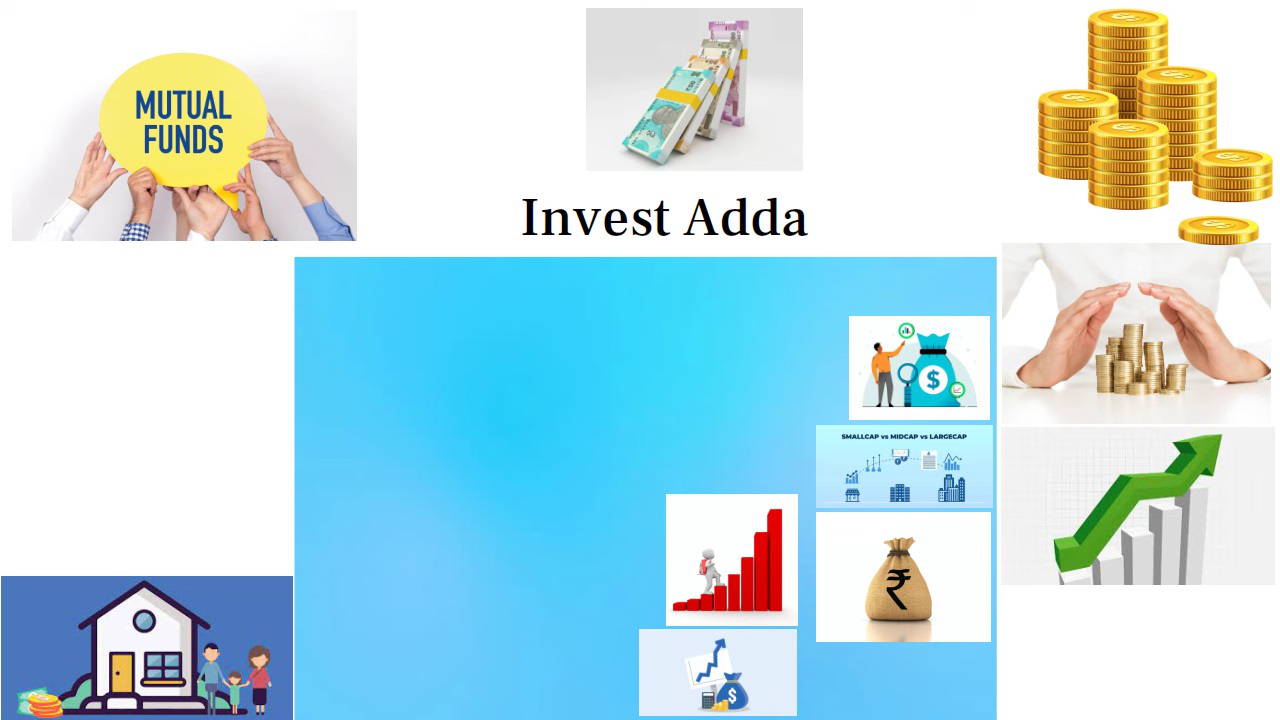 MUTUAL
FUNDS
Invest Adda
$
SMALLCAP vs MIDCAP vs LARGECAP
₹
$